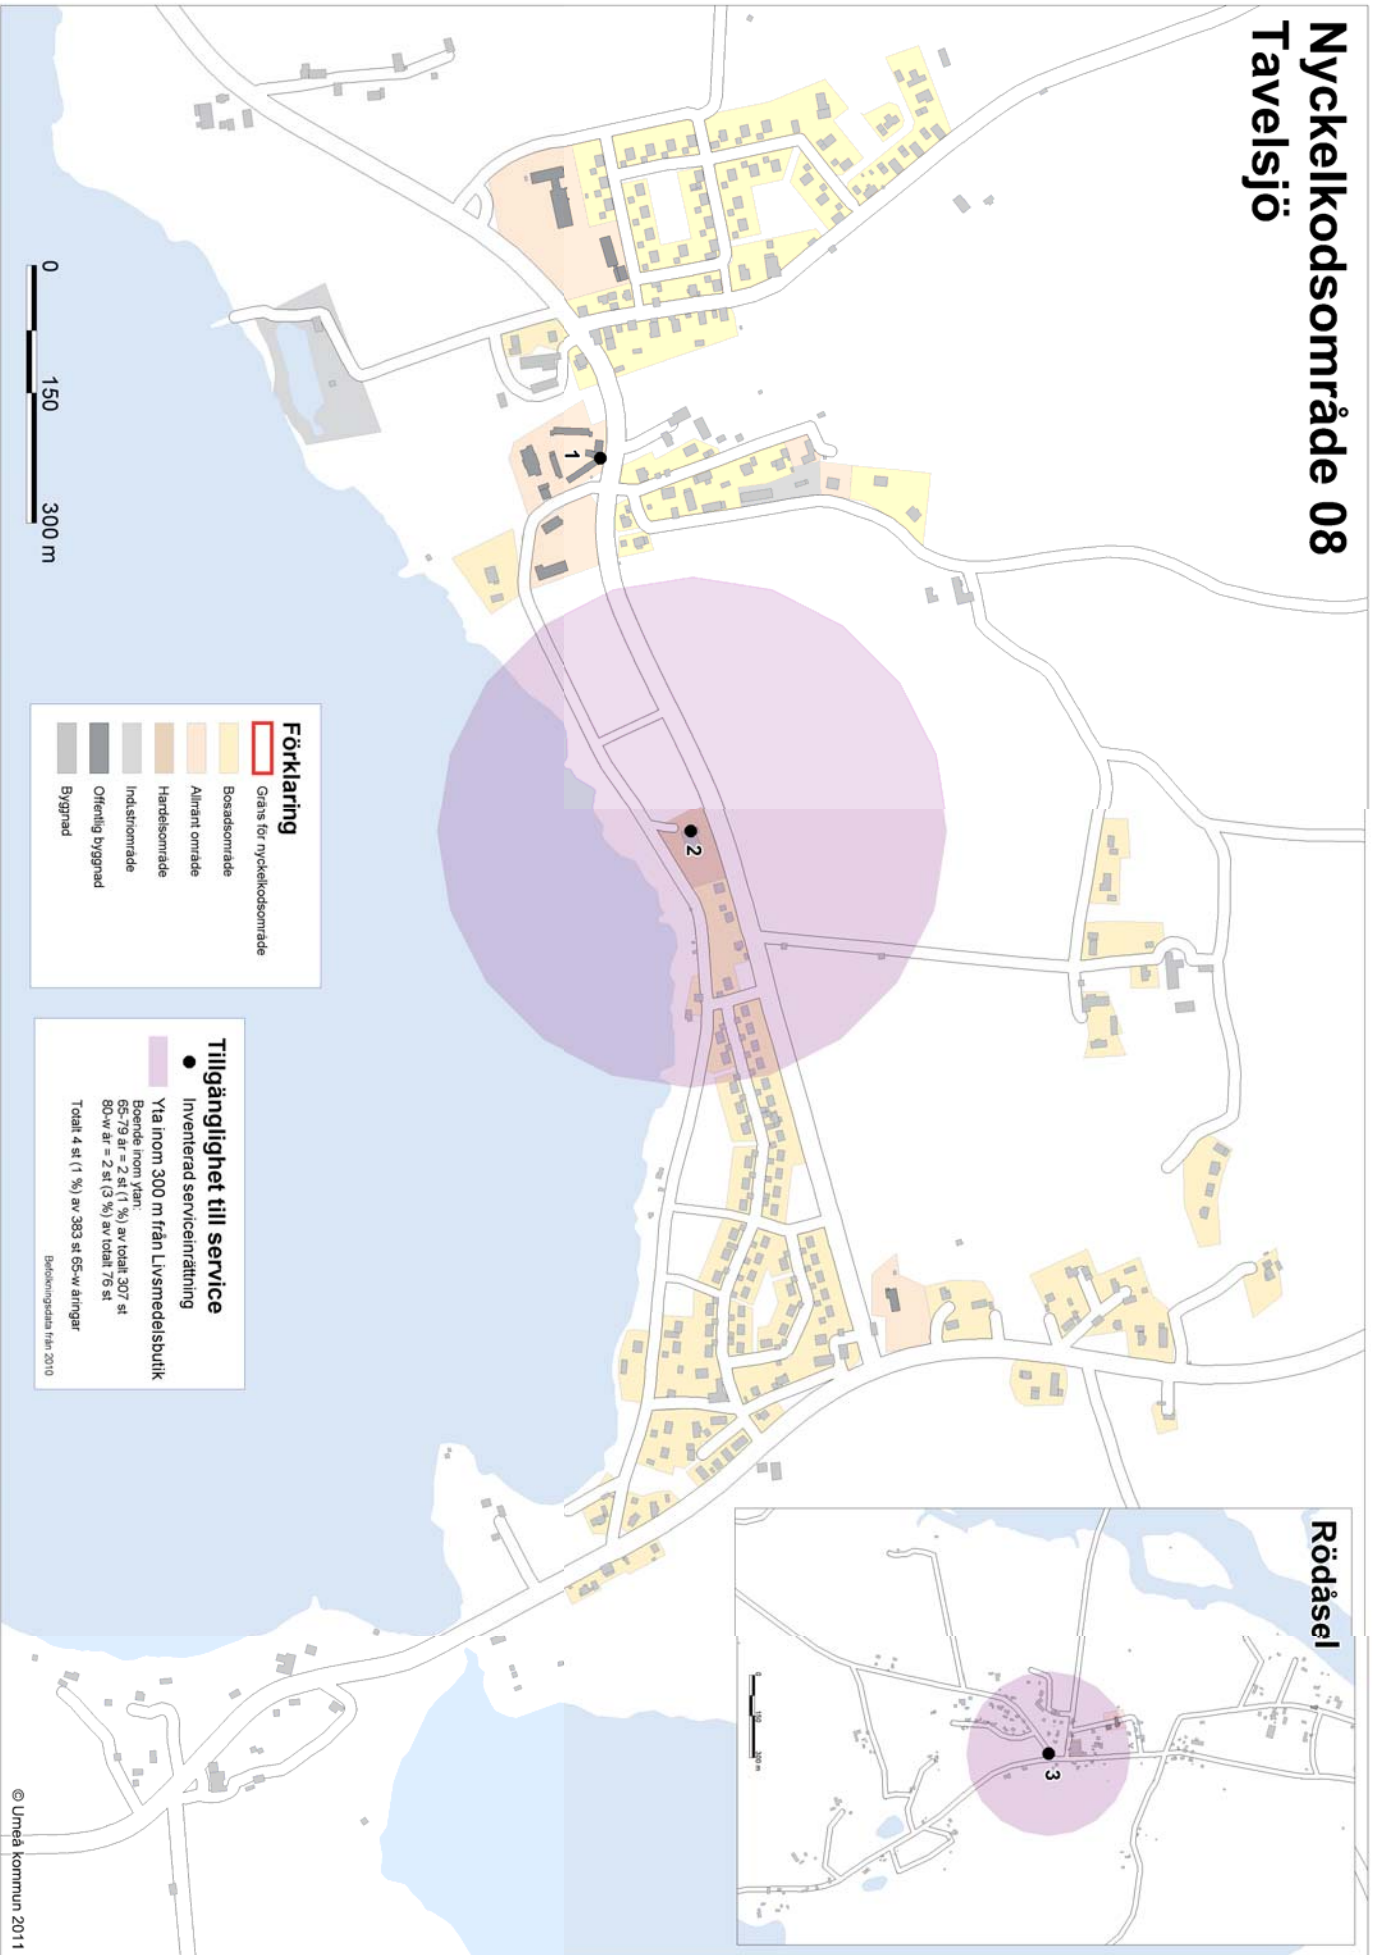 Nyckelkodsområde 08
Tavelsjö
Rödåsel
0 150 300 m
3
1
2
0 150 300 m
Förklaring
Gräns för nyckelkodsområde
Bosadsområde
Allmänt område
Handelsområde
Industriområde
Offentlig byggnad
Byggnad
Tillgänglighet till service
Inventerad serviceinrättning
Yta inom 300 m från Livsmedelsbutik
Boende inom ytan:
65-79 år = 2 st (1 %) av totalt 307 st
80-w år = 2 st (3 %) av totalt 76 st
Totalt 4 st (1 %) av 383 st 65-w åringar
Befolkningsdata från 2010
© Umeå kommun 2011